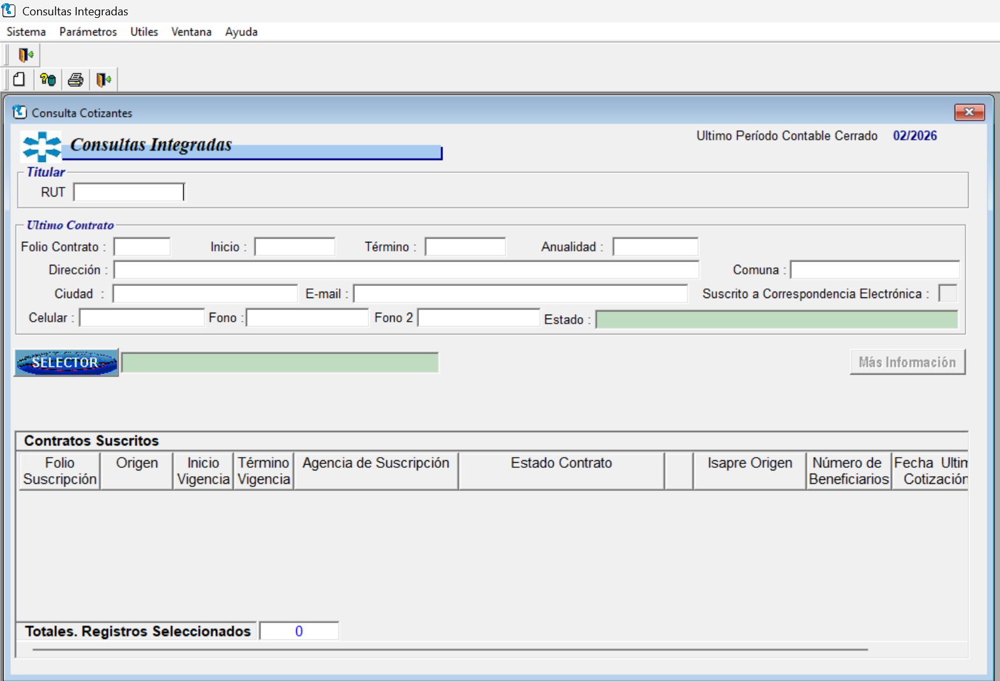 Consultas Integradas
Sistema Parámetros Utiles Ventana Ayuda
Consulta Cotizantes
Consultas Integradas
Ultimo Período Contable Cerrado 02/2026
Titular
RUT
Ultimo Contrato
Folio Contrato : Inicio : Término : Anualidad :
Dirección : Comuna :
Ciudad : E-mail : Suscrito a Correspondencia Electrónica :
Celular : Fono : Fono 2 Estado :
SELECTOR
Más Información
Contratos Suscritos
Folio Suscripción Origen Inicio Vigencia Término Vigencia Agencia de Suscripción Estado Contrato Isapre Origen Número de Beneficiarios Fecha Ultim Cotización
Totales. Registros Seleccionados 0